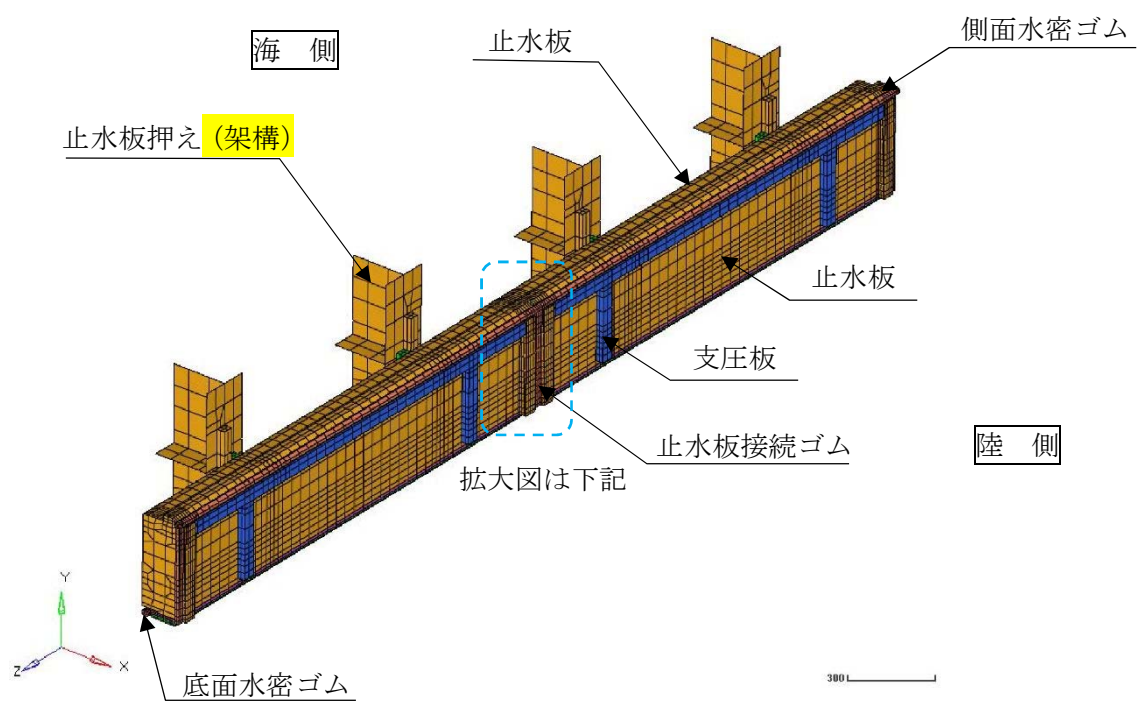 海　側
止水板
側面水密ゴム
止水板押え(架構)
止水板
支圧板
止水板接続ゴム
陸　側
拡大図は下記
Y
Z
X
底面水密ゴム
300